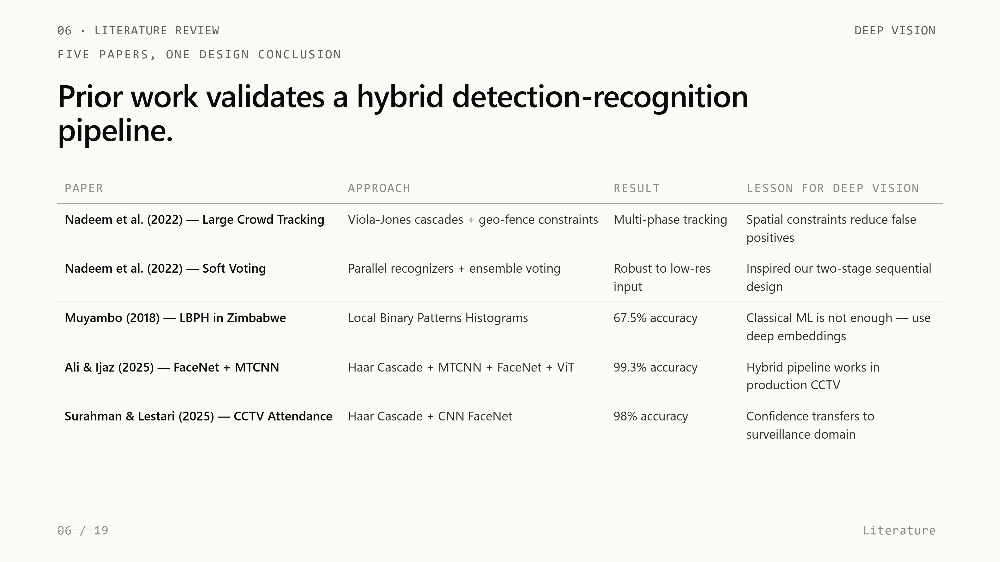 06 · LITERATURE REVIEW
DEEP VISION
FIVE PAPERS, ONE DESIGN CONCLUSION
Prior work validates a hybrid detection-recognition
pipeline.
PAPER APPROACH RESULT LESSON FOR DEEP VISION
Nadeem et al. (2022) — Large Crowd Tracking Viola-Jones cascades + geo-fence constraints Multi-phase tracking Spatial constraints reduce false
positives
Nadeem et al. (2022) — Soft Voting Parallel recognizers + ensemble voting Robust to low-res Inspired our two-stage sequential
input design
Muyambo (2018) — LBPH in Zimbabwe Local Binary Patterns Histograms 67.5% accuracy Classical ML is not enough — use
deep embeddings
Ali & Ijaz (2025) — FaceNet + MTCNN Haar Cascade + MTCNN + FaceNet + ViT 99.3% accuracy Hybrid pipeline works in
production CCTV
Surahman & Lestari (2025) — CCTV Attendance Haar Cascade + CNN FaceNet 98% accuracy Confidence transfers to
surveillance domain
06 / 19
Literature